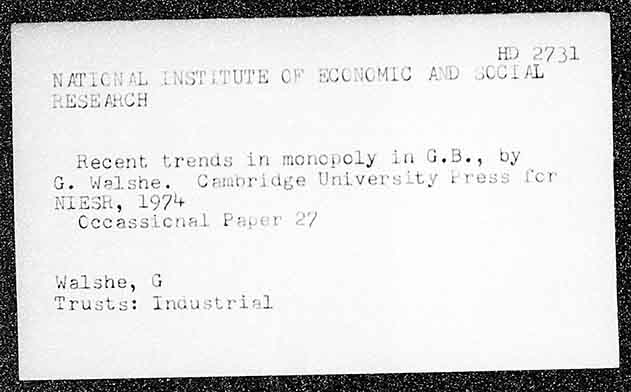 HD 2731
NATIONAL INSTITUTE OF ECONOMIC AND SOCIAL
RESEARCH
Recent trends in monopoly in G.B., by
G. Walshe. Cambridge University Press for
NIESR, 1974
Occassional Paper 27
Walshe, G
Trusts: Industrial